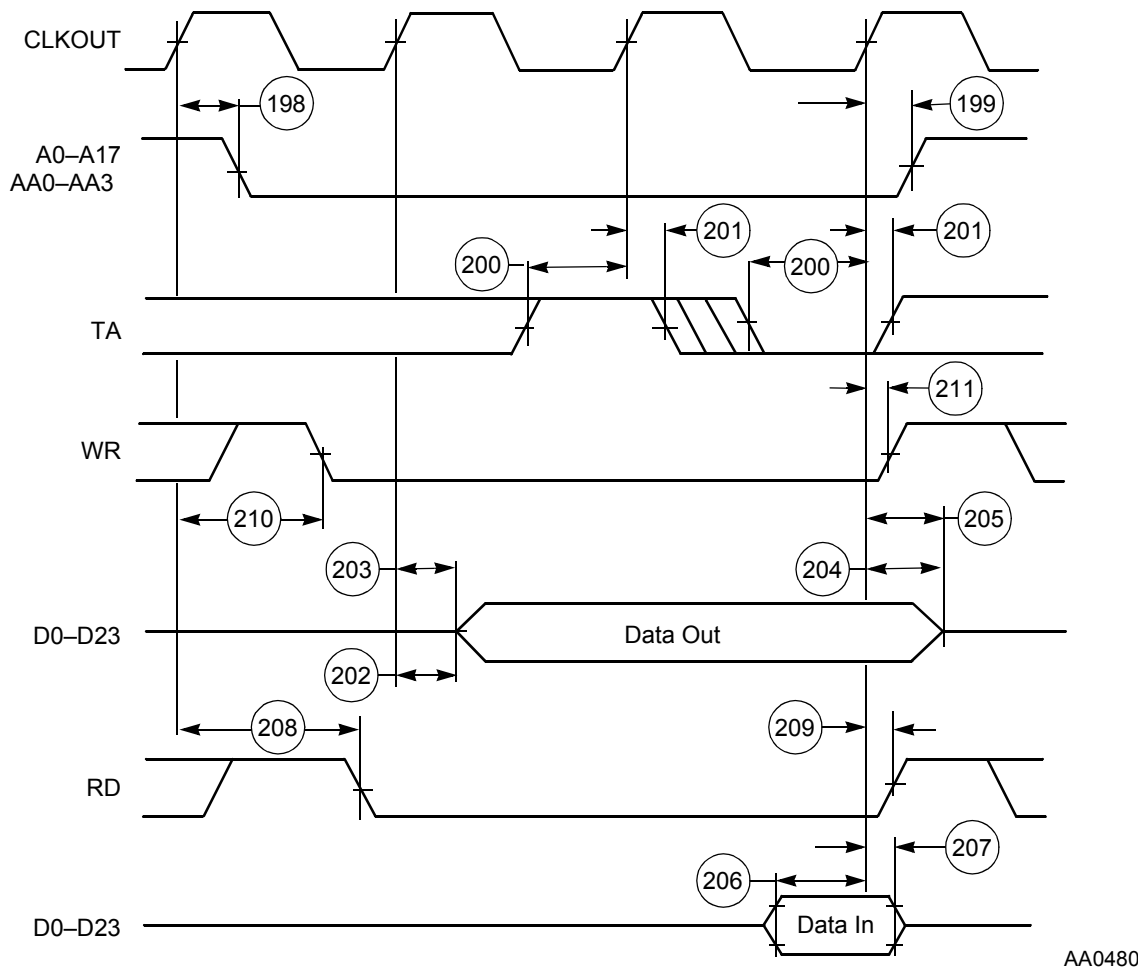 CLKOUT
198
199
A0–A17
AA0–AA3
201
201
200
200
TA
211
WR
210
205
203
204
D0–D23
Data Out
202
208
209
RD
207
206
D0–D23
Data In
AA0480